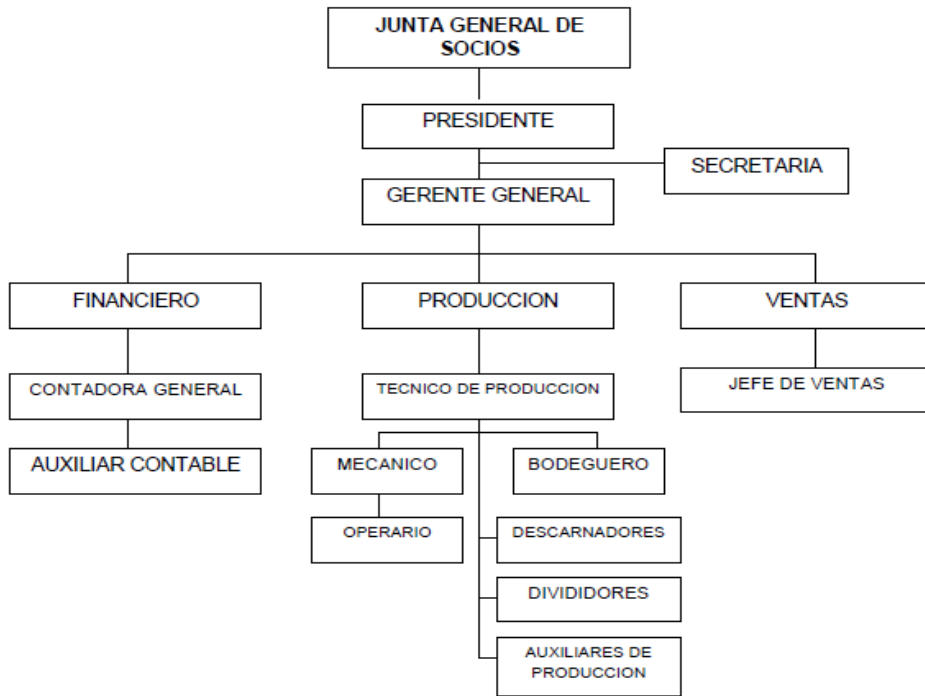 JUNTA GENERAL DE
SOCIOS
PRESIDENTE
SECRETARIA
GERENTE GENERAL
FINANCIERO
PRODUCCION
VENTAS
CONTADORA GENERAL
TECNICO DE PRODUCCION
JEFE DE VENTAS
AUXILIAR CONTABLE
MECANICO
BODEGUERO
OPERARIO
DESCARNADORES
DIVIDIDORES
AUXILIARES DE
PRODUCCION